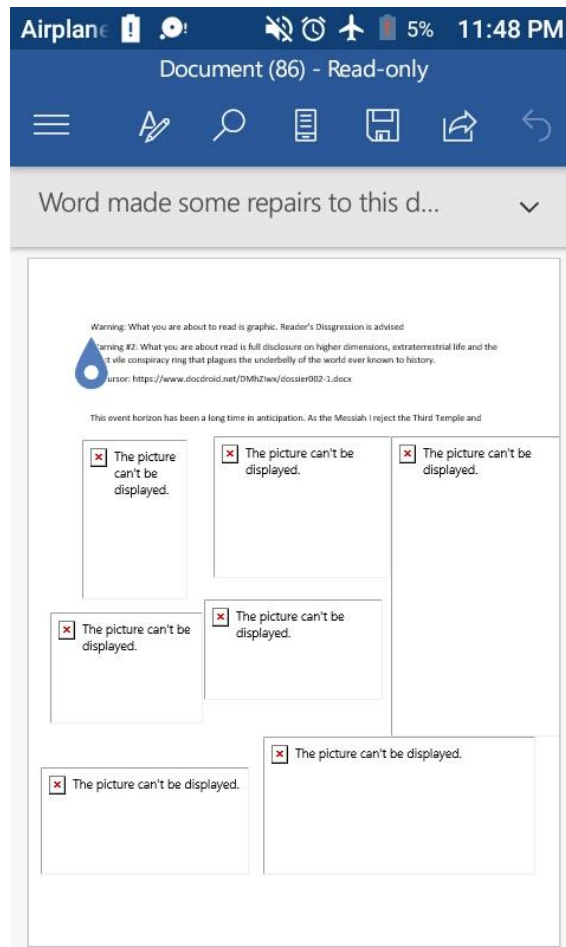 Airplane 5% 11:48 PM
Document (86) - Read-only
Word made some repairs to this d...
Warning: What you are about to read is graphic. Reader's Dissgression is advised
arning #2: What you are about read is full disclosure on higher dimensions, extraterrestrial life and the
t vile conspiracy ring that plagues the underbelly of the world ever known to history.
ursor: https://www.docdroid.net/DMhZIwx/dossier002-1.docx
This event horizon has been a long time in anticipation. As the Messiah I reject the Third Temple and
The picture
can't be
displayed.
The picture can't be
displayed.
The picture can't be
displayed.
The picture can't be
displayed.
The picture can't be
displayed.
The picture can't be displayed.
The picture can't be displayed.